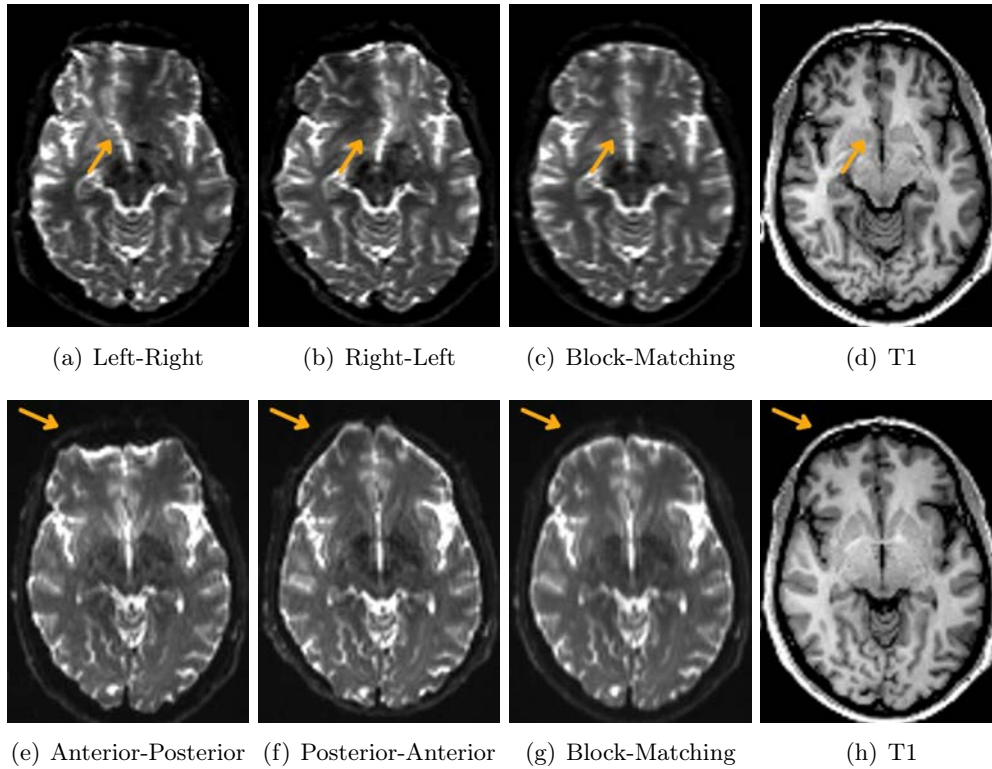 (a) Left-Right
(b) Right-Left
(c) Block-Matching
(d) T1
(e) Anterior-Posterior
(f) Posterior-Anterior
(g) Block-Matching
(h) T1